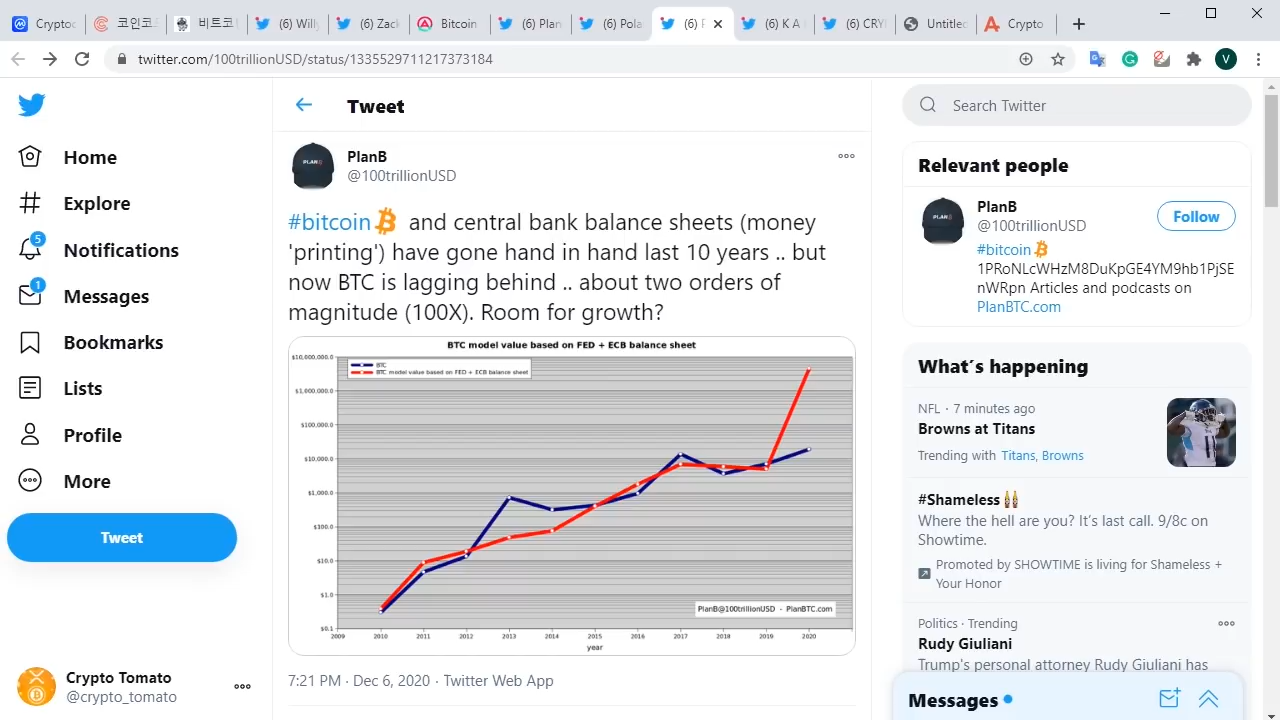 Cryptoc
코인코
비트코
(6) Will
(6) Zack
Bitcoin
(6) Plan
(6) Pola
(6) F
(6) K A
(6) CRY
Untitled
Crypto
twitter.com/100trillionUSD/status/1335529711217373184
V
Home
Explore
5
Notifications
1
Messages
Bookmarks
Lists
Profile
More
Tweet
Crypto Tomato
@crypto_tomato
Tweet
PlanB
@100trillionUSD
#bitcoin and central bank balance sheets (money
'printing') have gone hand in hand last 10 years .. but
now BTC is lagging behind .. about two orders of
magnitude (100X). Room for growth?
BTC model value based on FED + ECB balance sheet
BTC
BTC model value based on FED + ECB balance sheet
$10,000,000.0
$1,000,000.0
$100,000.0
$10,000.0
$1,000.0
$100.0
$10.0
$1.0
$0.1
PlanB@100trillionUSD - PlanBTC.com
2009 2010 2011 2012 2013 2014 2015 2016 2017 2018 2019 2020
year
7:21 PM · Dec 6, 2020 · Twitter Web App
Search Twitter
Relevant people
PlanB
@100trillionUSD
Follow
#bitcoin
1PRoNLcWHzM8DuKpGE4YM9hb1PjSE
nWRpn Articles and podcasts on
PlanBTC.com
What's happening
NFL · 7 minutes ago
Browns at Titans
Trending with Titans, Browns
#Shameless
Where the hell are you? It's last call. 9/8c on
Showtime.
Promoted by SHOWTIME is living for Shameless +
Your Honor
Politics · Trending
Rudy Giuliani
Trump's personal attorney Rudy Giuliani has
Messages